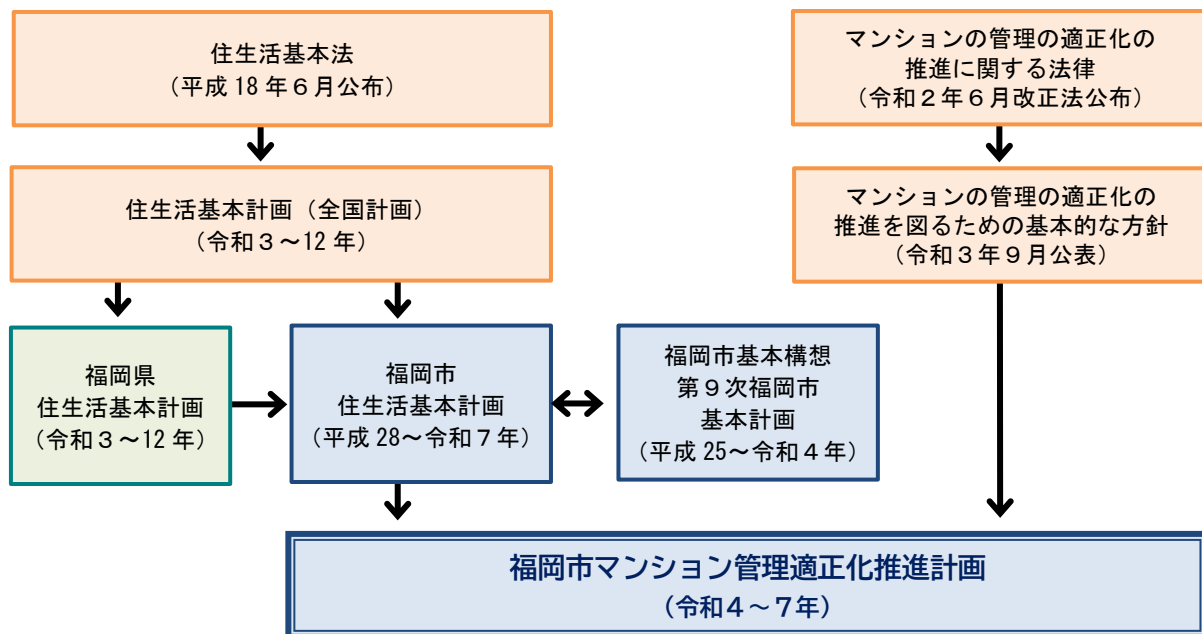 住生活基本法
（平成 18 年６月公布）
マンションの管理の適正化の
推進に関する法律
（令和２年６月改正法公布）
住生活基本計画（全国計画）
（令和３～12 年）
マンションの管理の適正化の
推進を図るための基本的な方針
（令和３年９月公表）
福岡県
住生活基本計画
（令和３～12 年）
福岡市
住生活基本計画
（平成 28～令和７年）
福岡市基本構想
第９次福岡市
基本計画
（平成 25～令和４年）
福岡市マンション管理適正化推進計画
（令和４～７年）